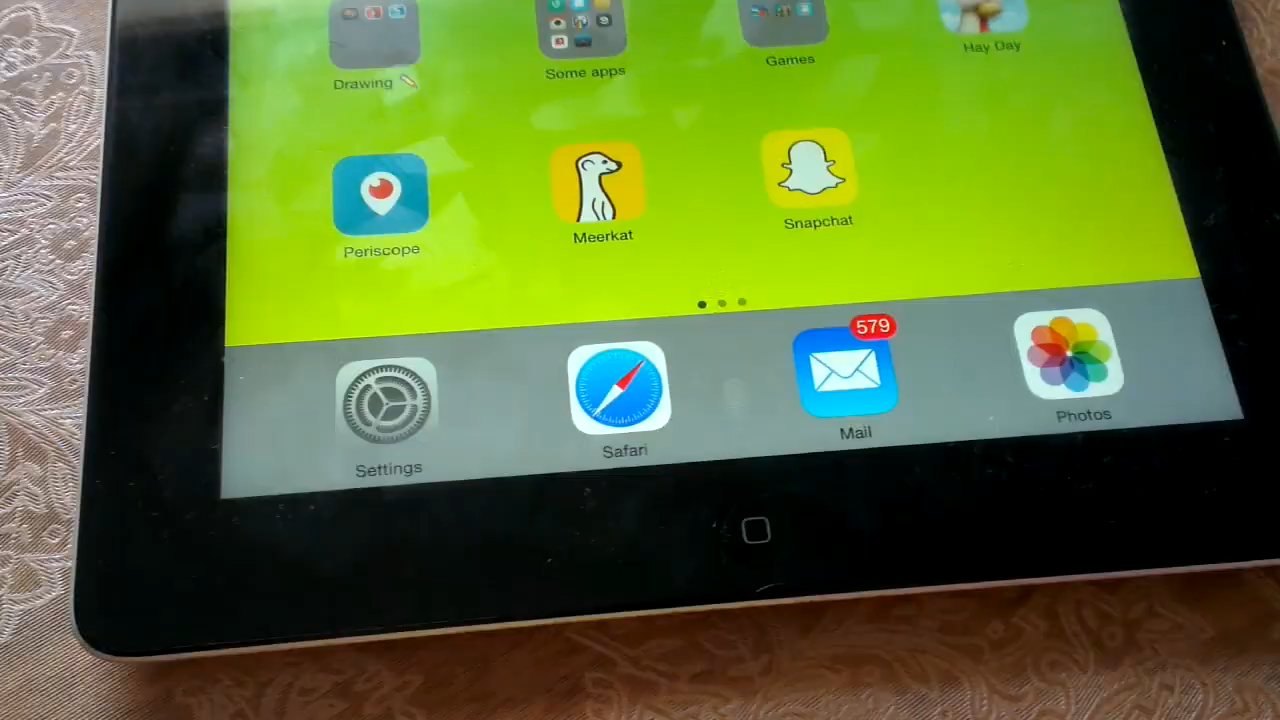 Drawing ✏️
Some apps
Games
Hay Day
Periscope
Meerkat
Snapchat
579
Settings
Safari
Mail
Photos